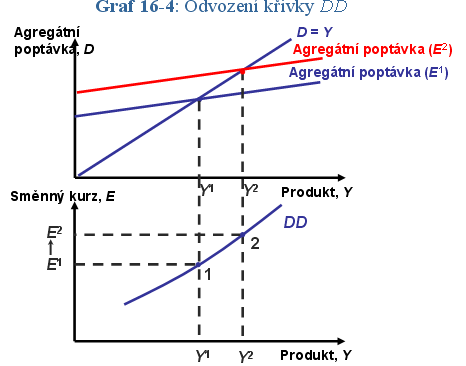 Graf 16-4: Odvození křivky DD
Agregátní
poptávka, D
D = Y
Agregátní poptávka (E²)
Agregátní poptávka (E¹)
Y¹
Y²
Produkt, Y
Směnný kurz, E
DD
E²
2
E¹
1
Y¹
Y²
Produkt, Y